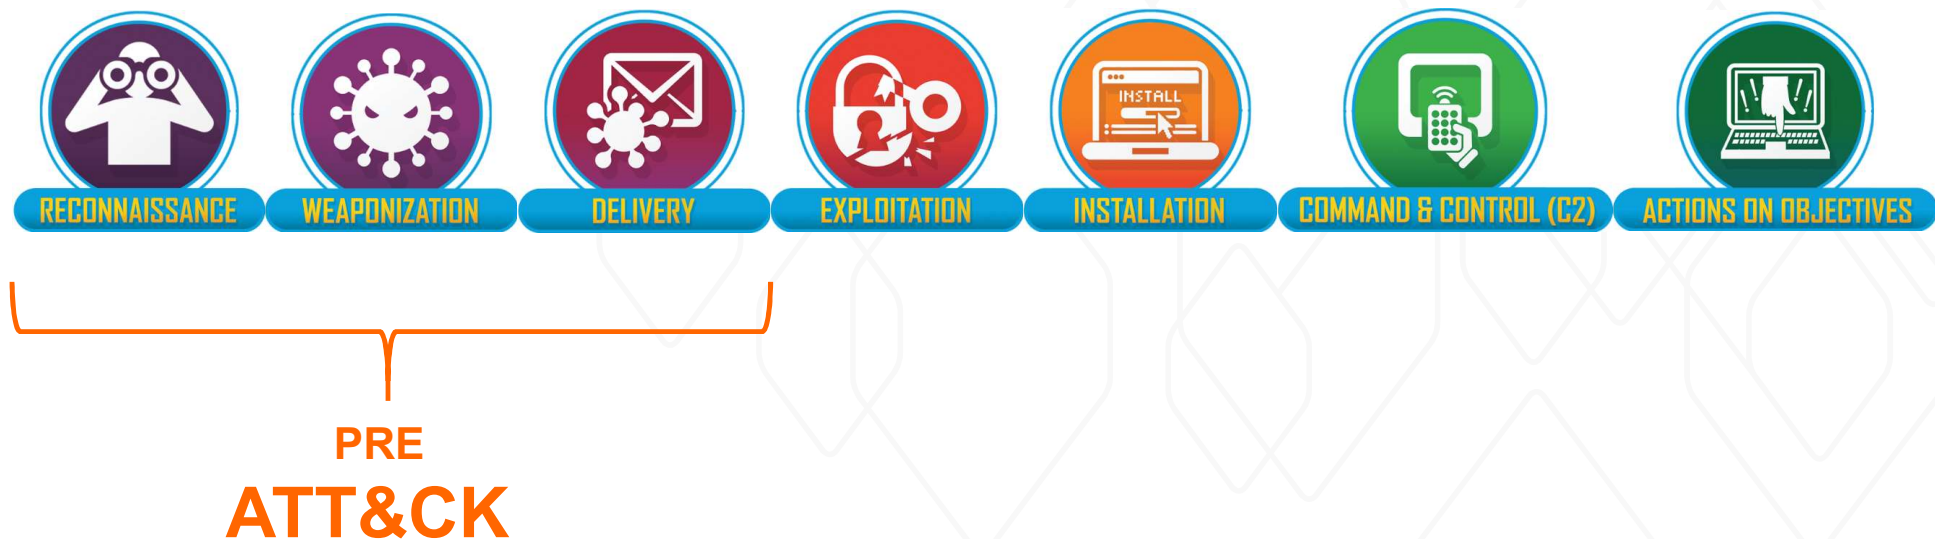 INSTALL
RECONNAISSANCE
WEAPONIZATION
DELIVERY
EXPLOITATION
INSTALLATION
COMMAND & CONTROL (C2)
ACTIONS ON OBJECTIVES
PRE
ATT&CK